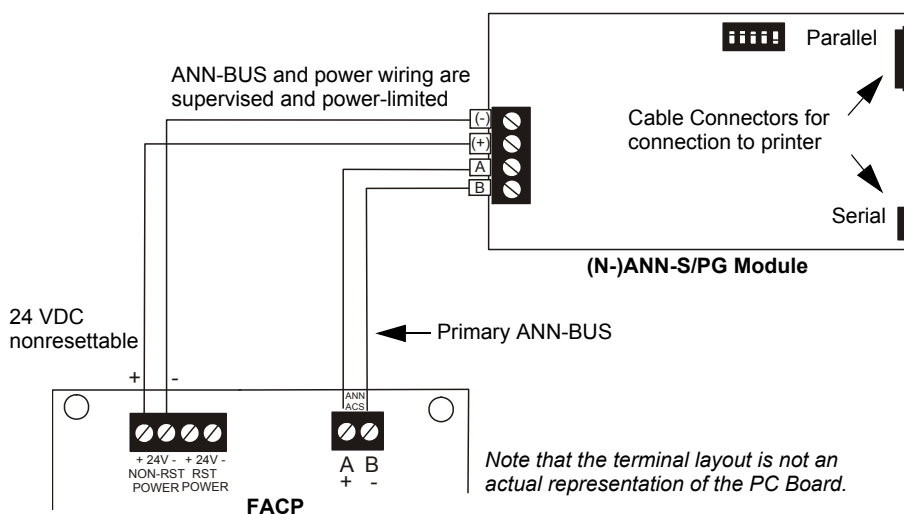 Parallel
ANN-BUS and power wiring are
supervised and power-limited
Cable Connectors for
connection to printer
(-)
(+)
A
B
Serial
(N-)ANN-S/PG Module
24 VDC
nonresettable
Primary ANN-BUS
+ -
ANN
ACS
+ 24V - + 24V -
NON-RST RST
POWER POWER
A B
+ -
FACP
Note that the terminal layout is not an
actual representation of the PC Board.